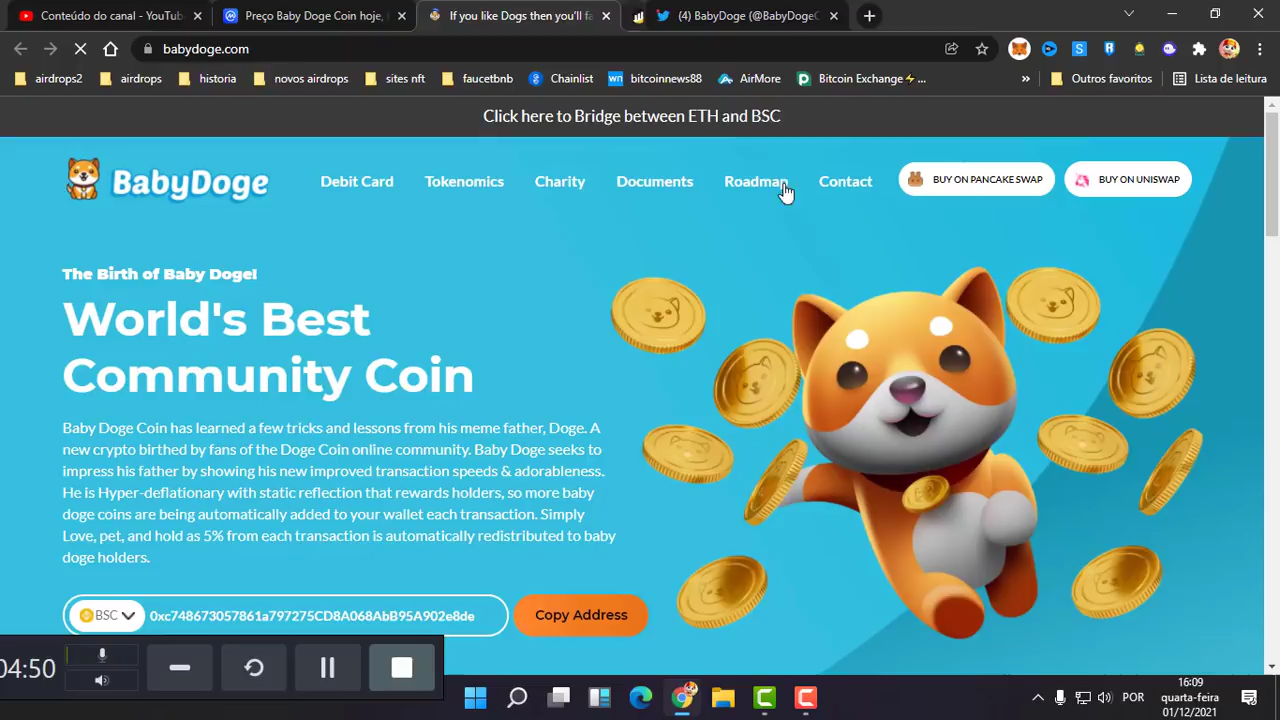 Conteúdo do canal - YouTub
Preço Baby Doge Coin hoje,
If you like Dogs then you'll fa
(4) BabyDoge (@BabyDogeC
babydoge.com
airdrops2
airdrops
historia
novos airdrops
sites nft
faucetbnb
Chainlist
wn
bitcoinnews88
AirMore
Bitcoin Exchange⚡...
»
Outros favoritos
Lista de leitura
Click here to Bridge between ETH and BSC
BabyDoge
Debit Card
Tokenomics
Charity
Documents
Roadmap
Contact
BUY ON PANCAKE SWAP
BUY ON UNISWAP
The Birth of Baby Doge!
World's Best
Community Coin
Baby Doge Coin has learned a few tricks and lessons from his meme father, Doge. A
new crypto birthed by fans of the Doge Coin online community. Baby Doge seeks to
impress his father by showing his new improved transaction speeds & adorableness.
He is Hyper-deflationary with static reflection that rewards holders, so more baby
doge coins are being automatically added to your wallet each transaction. Simply
Love, pet, and hold as 5% from each transaction is automatically redistributed to baby
doge holders.
BSC
0xc748673057861a797275CD8A068AbB95A902e8de
Copy Address
04:50
POR
16:09
quarta-feira
01/12/2021